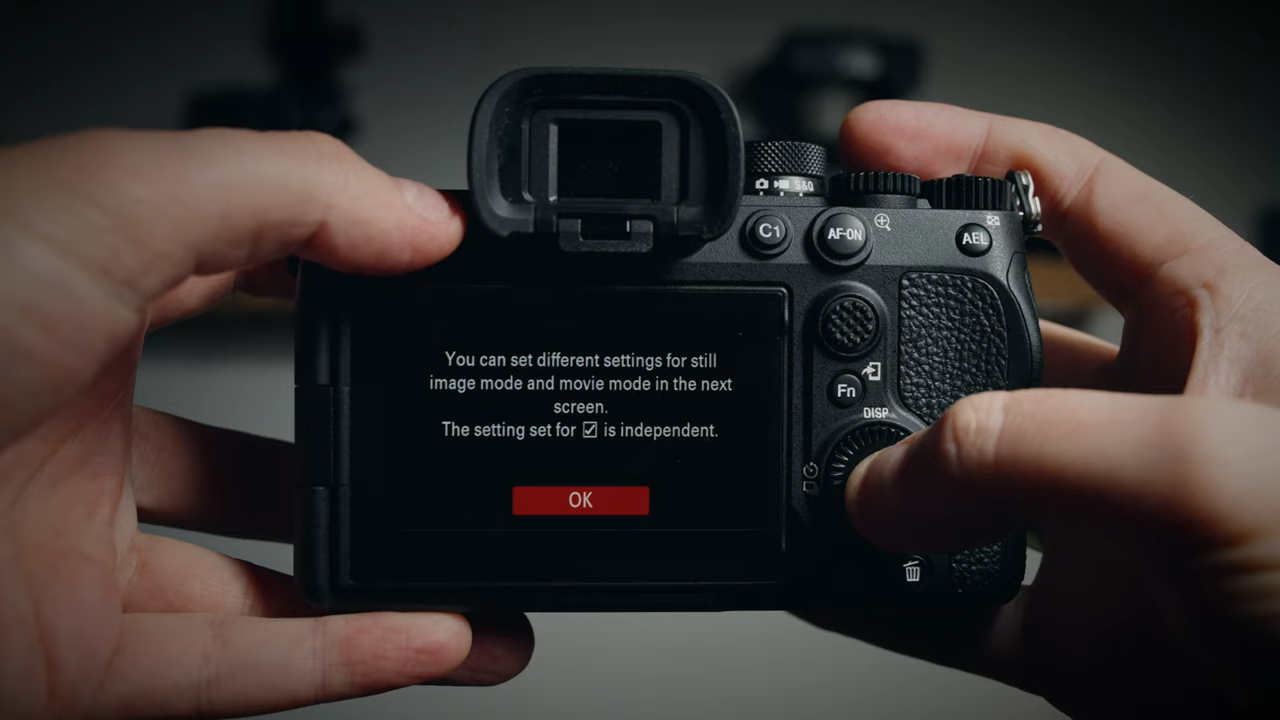 S&Q
C1
AF-ON
AEL
You can set different settings for still
image mode and movie mode in the next
screen.
The setting set for ☑ is independent.
OK
Fn
DISP